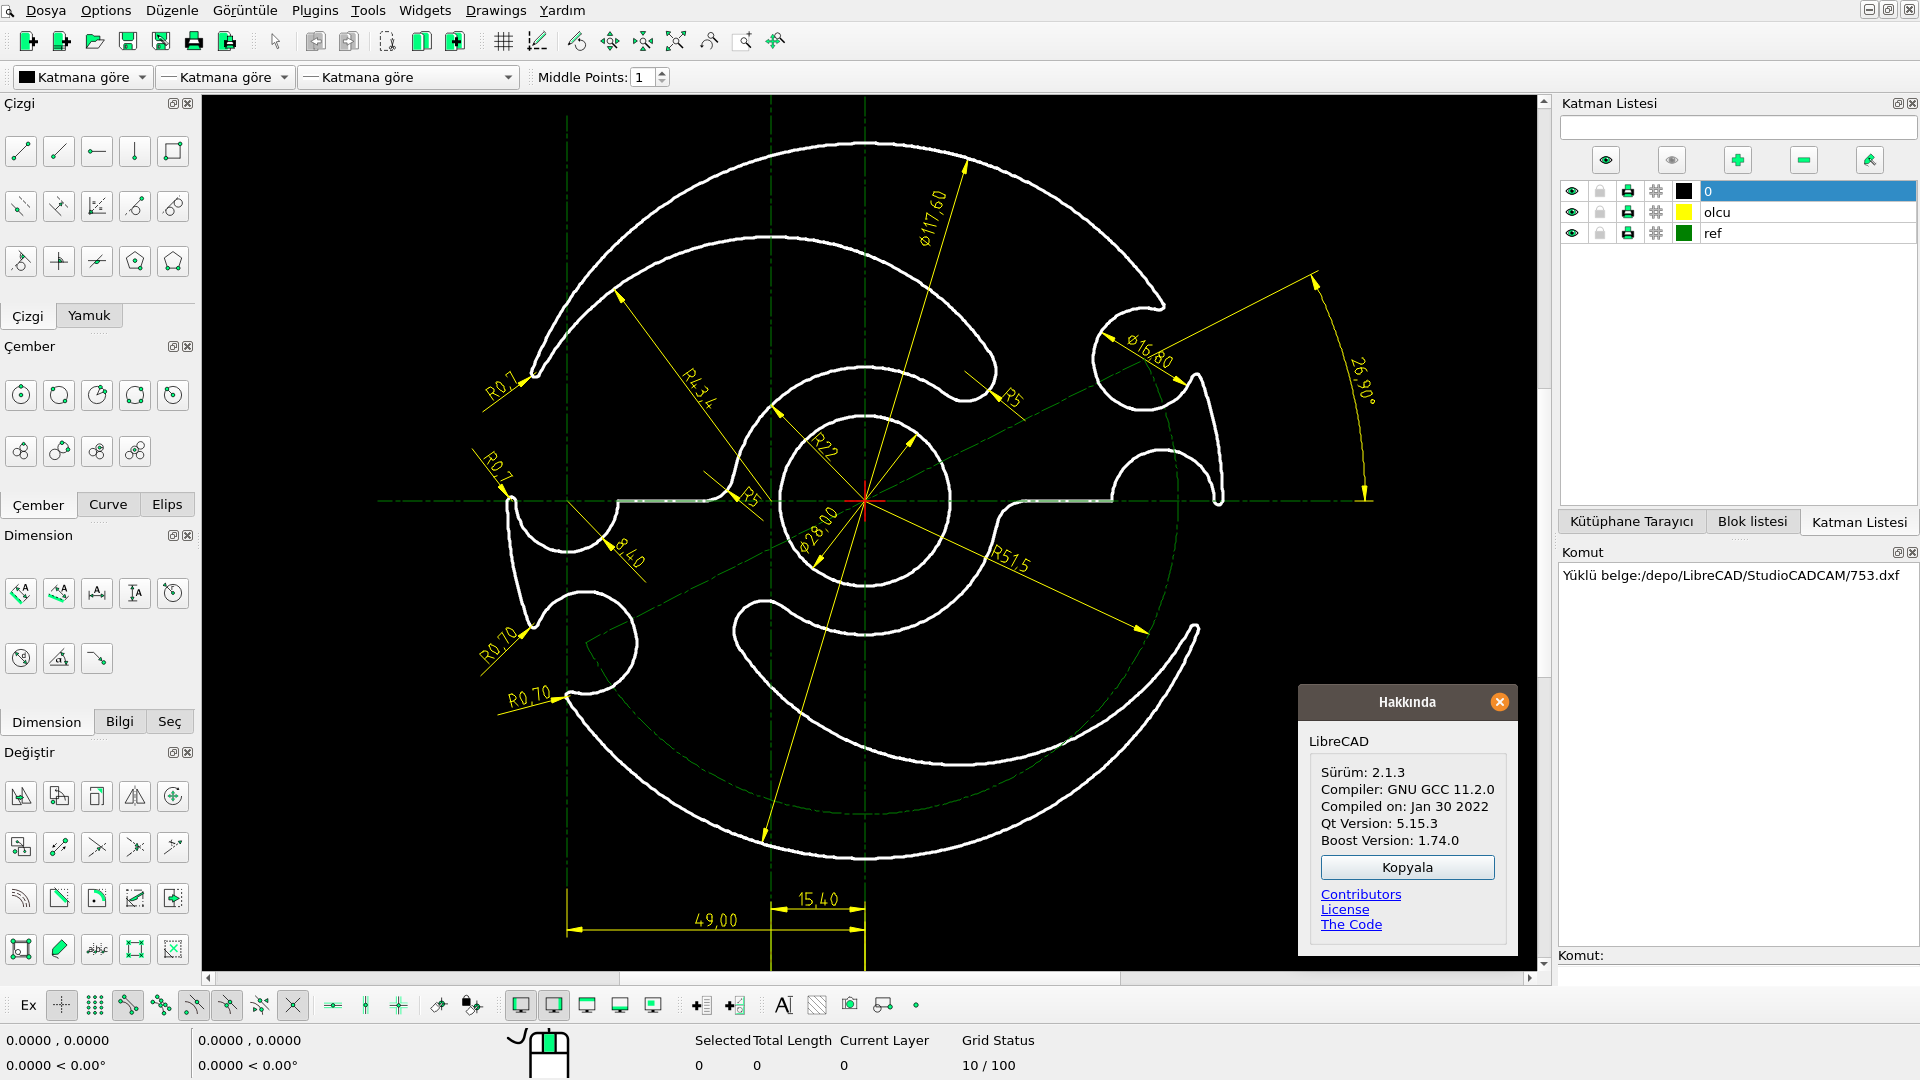 Dosya Options Düzenle Görüntüle Plugins Tools Widgets Drawings Yardım
Katmana göre Katmana göre Katmana göre Middle Points: 1
Çizgi
Çizgi Yamuk
Çember
Çember Curve Elips
Dimension
Dimension Bilgi Seç
Değiştir
ϕ117,60
R0,7
R43,4
R5
ϕ16,80
26,90°
R22
R0,7
R5
ϕ28,00
8,40
R51,5
R0,70
R0,70
15,40
49,00
Katman Listesi
0
olcu
ref
Kütüphane Tarayıcı Blok listesi Katman Listesi
Komut
Yüklü belge:/depo/LibreCAD/StudioCADCAM/753.dxf
Komut:
Hakkında
LibreCAD
Sürüm: 2.1.3
Compiler: GNU GCC 11.2.0
Compiled on: Jan 30 2022
Qt Version: 5.15.3
Boost Version: 1.74.0
Kopyala
Contributors
License
The Code
Ex
0.0000 , 0.0000 0.0000 , 0.0000 Selected Total Length Current Layer Grid Status
0.0000 < 0.00° 0.0000 < 0.00° 0 0 0 10 / 100